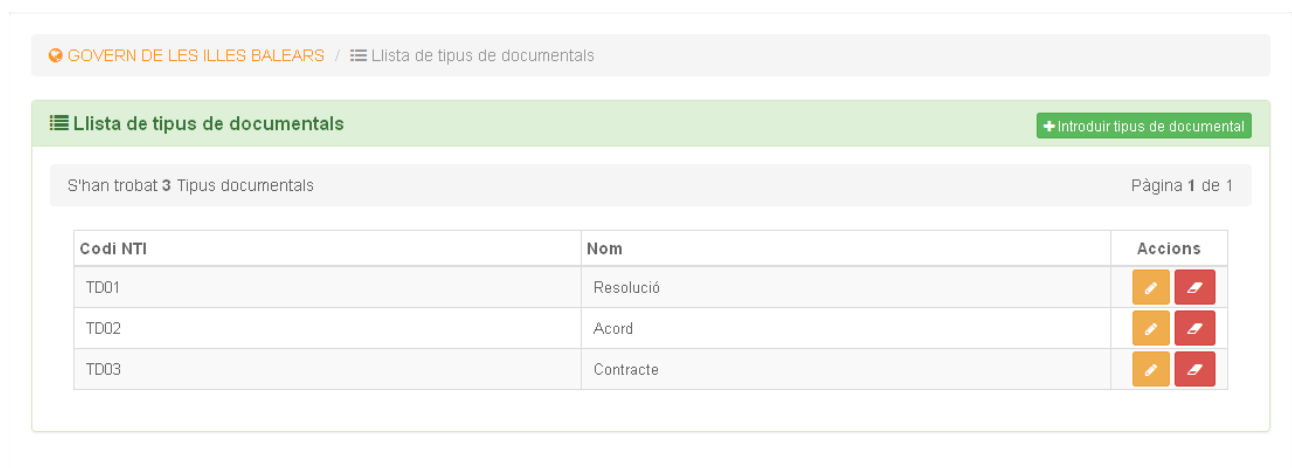 GOVERN DE LES ILLES BALEARS / Llista de tipus de documentals
Llista de tipus de documentals
Introduir tipus de documental
S'han trobat 3 Tipus documentals
Pàgina 1 de 1
Codi NTI Nom Accions
TD01 Resolució
TD02 Acord
TD03 Contracte